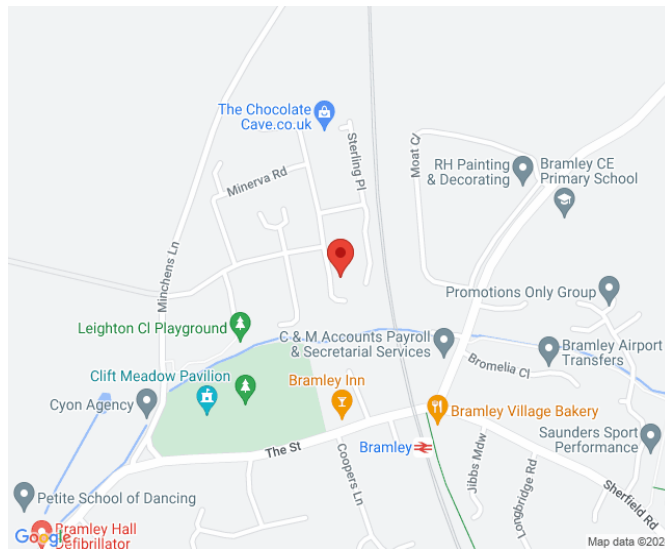 The Chocolate
Cave.co.uk
Sterling Pl
Moat Cl
RH Painting
& Decorating
Bramley CE
Primary School
Minerva Rd
Minchens Ln
Promotions Only Group
Leighton Cl Playground
C & M Accounts Payroll
& Secretarial Services
Bramley Airport
Transfers
Clift Meadow Pavilion
Bramley Inn
Bromelia Cl
Cyon Agency
Bramley Village Bakery
The St
Bramley
Saunders Sport
Performance
Coopers Ln
Jibbs Mdw
Longbridge Rd
Sherfield Rd
Petite School of Dancing
Bramley Hall
Defibrillator
Google
Map data ©202